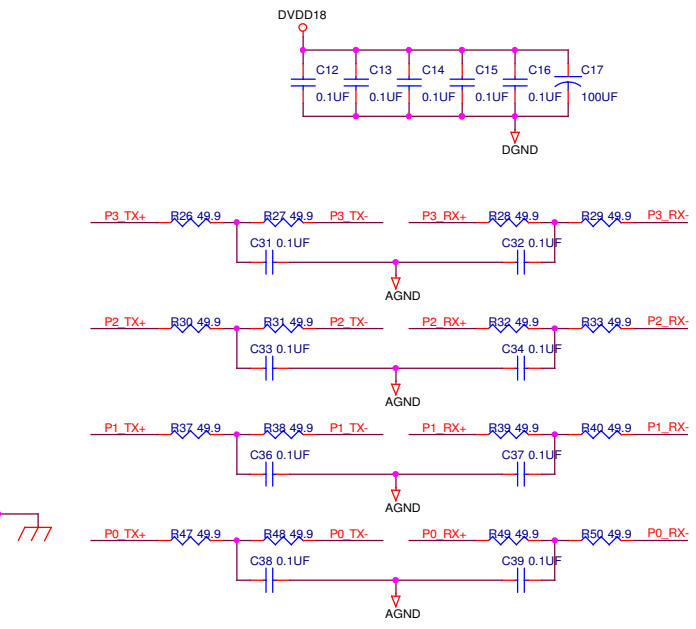 DVDD18
C12 C13 C14 C15 C16 C17
0.1UF 0.1UF 0.1UF 0.1UF 0.1UF 100UF
DGND
P3_TX+ R26 49.9 R27 49.9 P3_TX- P3_RX+ R28 49.9 R29 49.9 P3_RX-
C31 0.1UF C32 0.1UF
AGND
P2_TX+ R30 49.9 R31 49.9 P2_TX- P2_RX+ R32 49.9 R33 49.9 P2_RX-
C33 0.1UF C34 0.1UF
AGND
P1_TX+ R37 49.9 R38 49.9 P1_TX- P1_RX+ R39 49.9 R40 49.9 P1_RX-
C36 0.1UF C37 0.1UF
AGND
P0_TX+ R47 49.9 R48 49.9 P0_TX- P0_RX+ R49 49.9 R50 49.9 P0_RX-
C38 0.1UF C39 0.1UF
AGND